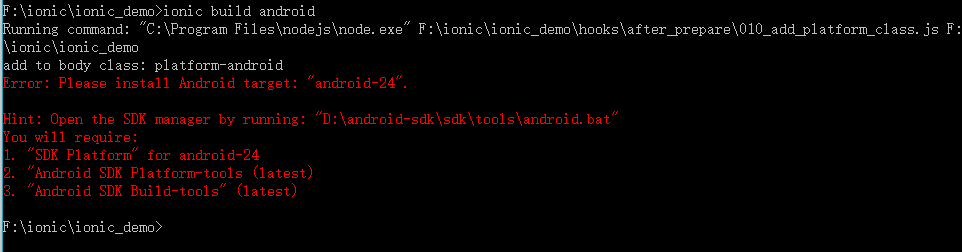 F:\ionic\ionic_demo>ionic build android
Running command: "C:\Program Files\nodejs\node.exe" F:\ionic\ionic_demo\hooks\after_prepare\010_add_platform_class.js F:
\ionic\ionic_demo
add to body class: platform-android
Error: Please install Android target: "android-24".
Hint: Open the SDK manager by running: "D:\android-sdk\sdk\tools\android.bat"
You will require:
1. "SDK Platform" for android-24
2. "Android SDK Platform-tools (latest)
3. "Android SDK Build-tools" (latest)
F:\ionic\ionic_demo>